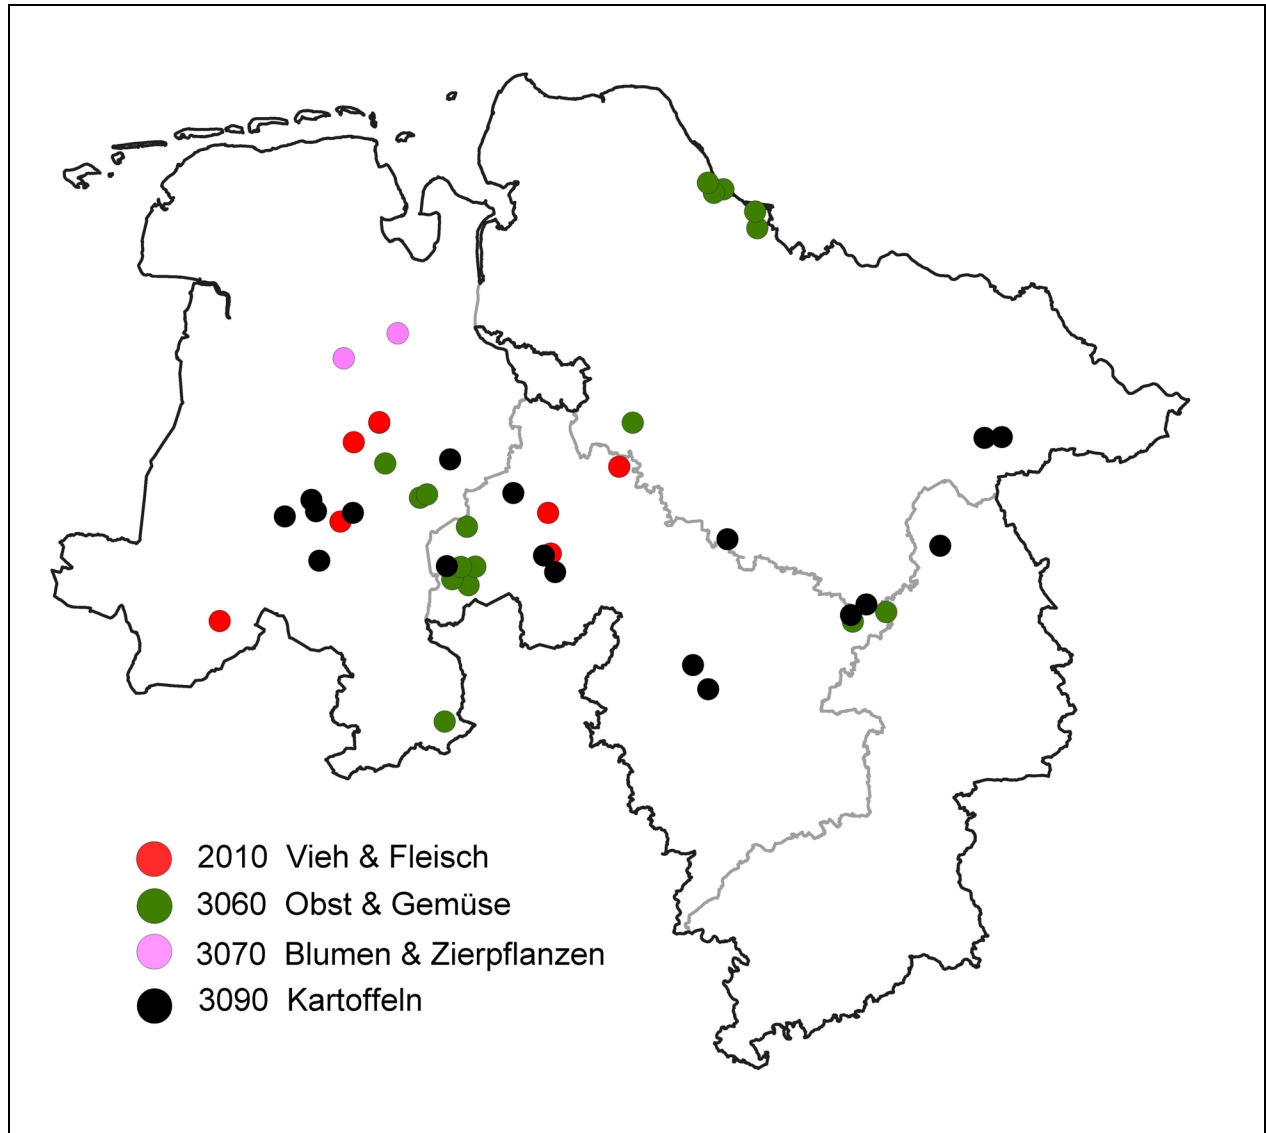 2010 Vieh & Fleisch
3060 Obst & Gemüse
3070 Blumen & Zierpflanzen
3090 Kartoffeln